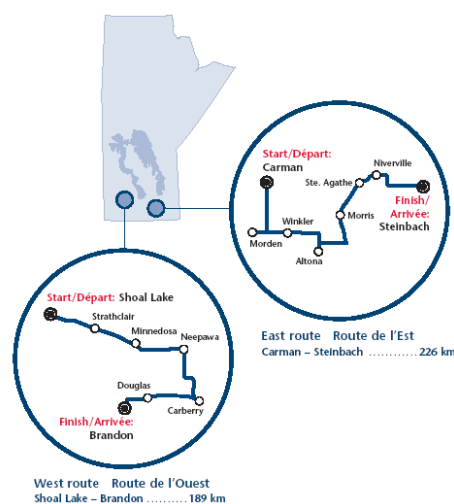 Start/Départ:
Carman
Niverville
Ste. Agathe
Finish/
Arrivée:
Steinbach
Morris
Winkler
Morden
Altona
East route Route de l'Est
Carman – Steinbach ............ 226 km
Start/Départ: Shoal Lake
Strathclair
Minnedosa
Neepawa
Douglas
Carberry
Finish/Arrivée:
Brandon
West route Route de l'Ouest
Shoal Lake – Brandon .......... 189 km